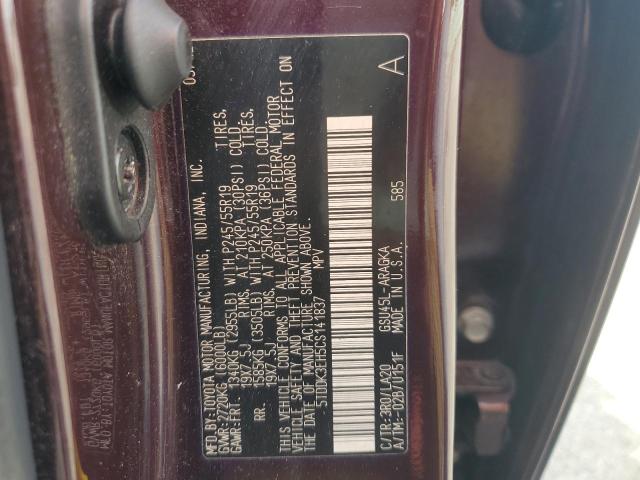 MFD. BY: TOYOTA MOTOR MANUFACTURING, INDIANA, INC.
GVWR: 2720KG (6000LB)
GAWR: FRT. 1340KG (2955LB) WITH P245/55R19 TIRES,
19X7.5J RIMS, AT 210KPA (30PSI) COLD
RR. 1585KG (3505LB) WITH P245/55R19 TIRES,
19X7.5J RIMS, AT 250KPA (36PSI) COLD.
THIS VEHICLE CONFORMS TO ALL APPLICABLE FEDERAL MOTOR
VEHICLE SAFETY AND THEFT PREVENTION STANDARDS IN EFFECT ON
THE DATE OF MANUFACTURE SHOWN ABOVE.
5TDDK3EH5CS141837 MPV
A
C/TR: 3R0/LA20 GSU45L-ARAGKA 585
A/TM: -02B/U151F MADE IN U.S.A.